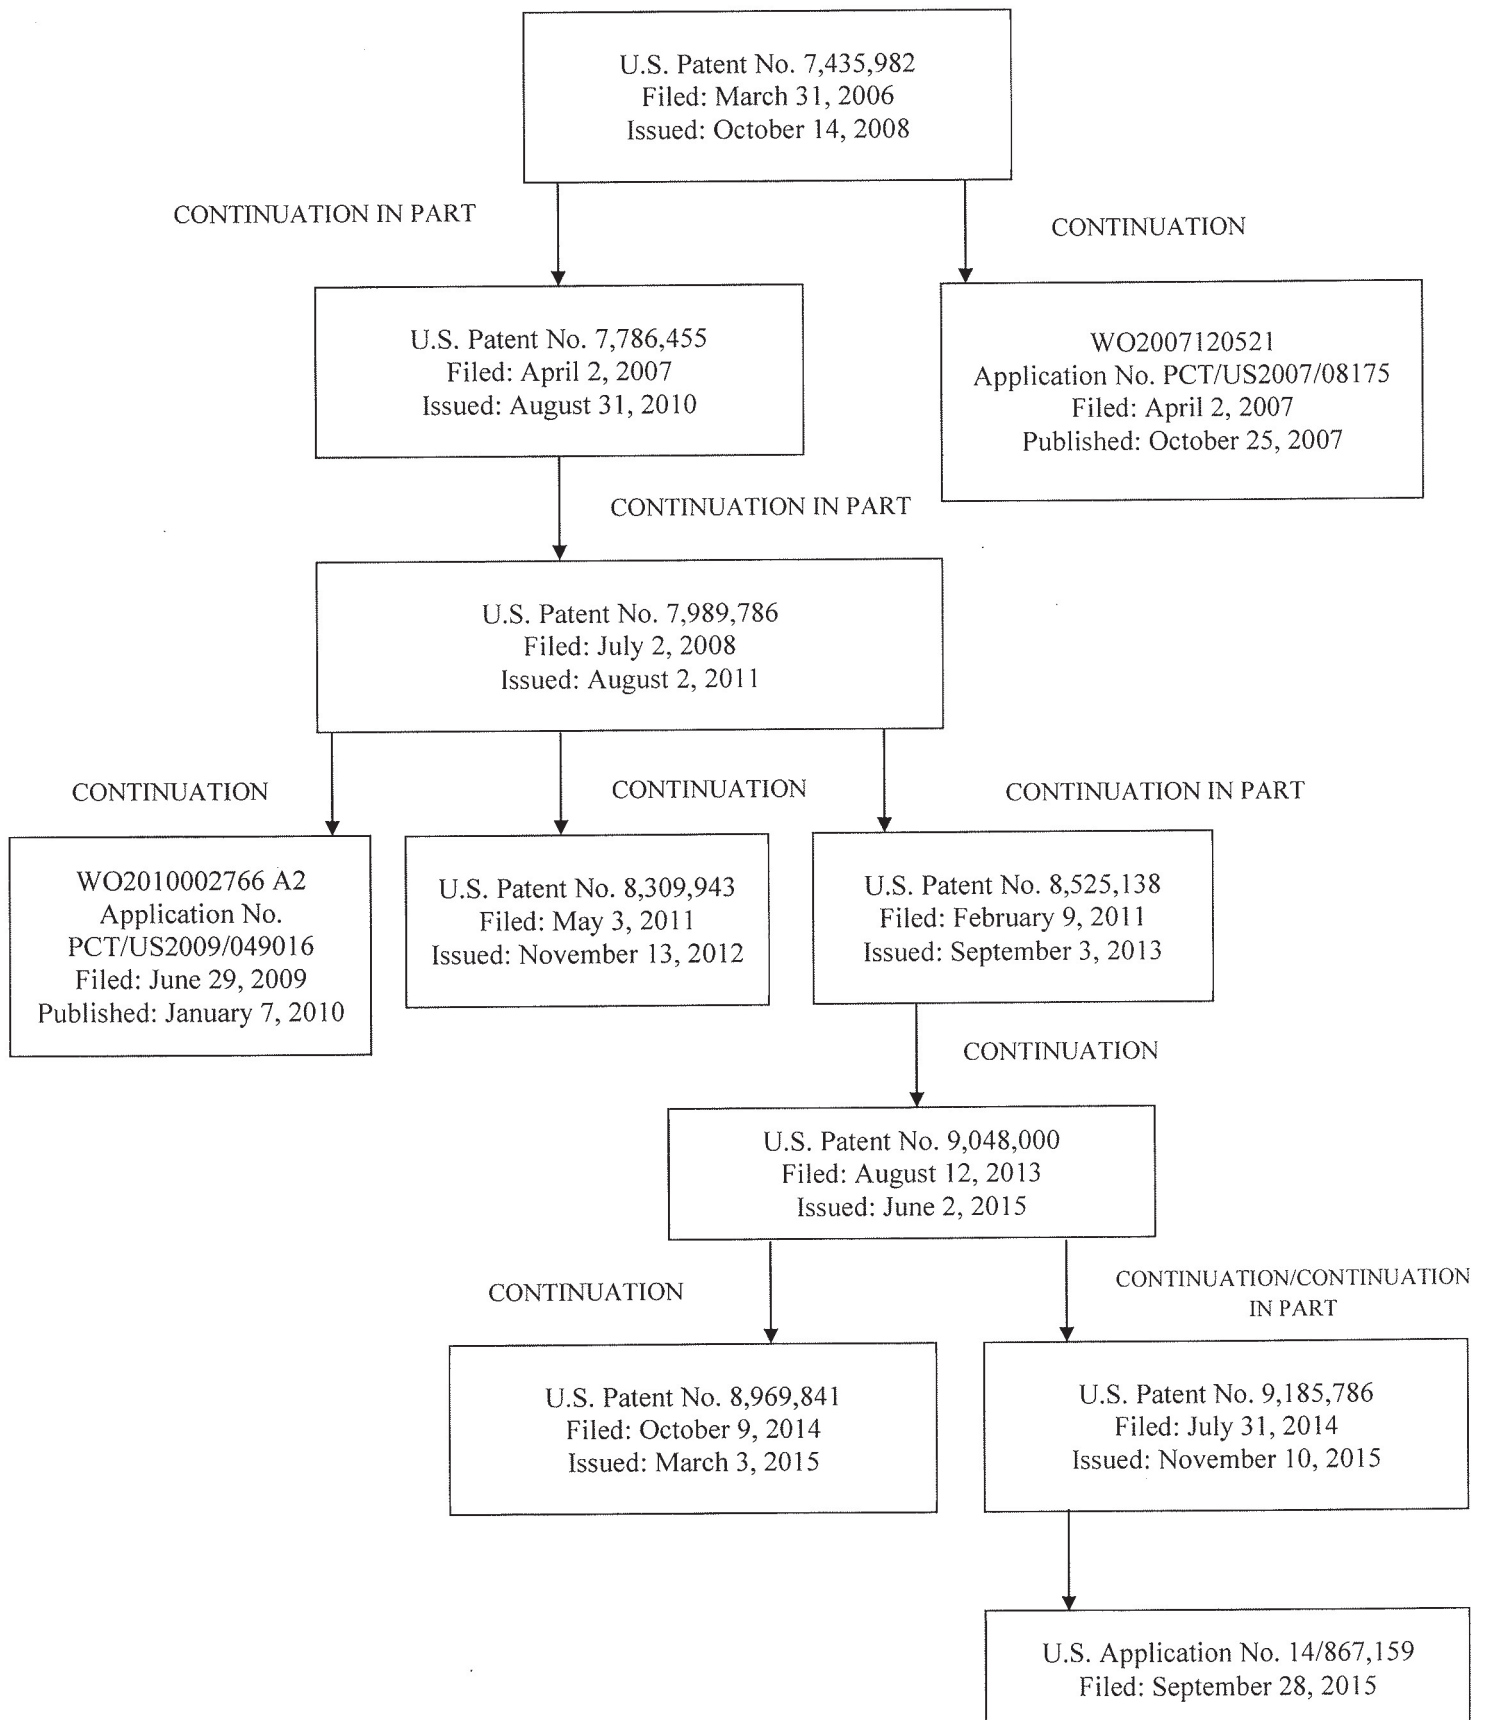 U.S. Patent No. 7,435,982
Filed: March 31, 2006
Issued: October 14, 2008
CONTINUATION IN PART
CONTINUATION
U.S. Patent No. 7,786,455
Filed: April 2, 2007
Issued: August 31, 2010
WO2007120521
Application No. PCT/US2007/08175
Filed: April 2, 2007
Published: October 25, 2007
CONTINUATION IN PART
U.S. Patent No. 7,989,786
Filed: July 2, 2008
Issued: August 2, 2011
CONTINUATION
CONTINUATION
CONTINUATION IN PART
WO2010002766 A2
Application No.
PCT/US2009/049016
Filed: June 29, 2009
Published: January 7, 2010
U.S. Patent No. 8,309,943
Filed: May 3, 2011
Issued: November 13, 2012
U.S. Patent No. 8,525,138
Filed: February 9, 2011
Issued: September 3, 2013
CONTINUATION
U.S. Patent No. 9,048,000
Filed: August 12, 2013
Issued: June 2, 2015
CONTINUATION
CONTINUATION/CONTINUATION
IN PART
U.S. Patent No. 8,969,841
Filed: October 9, 2014
Issued: March 3, 2015
U.S. Patent No. 9,185,786
Filed: July 31, 2014
Issued: November 10, 2015
U.S. Application No. 14/867,159
Filed: September 28, 2015